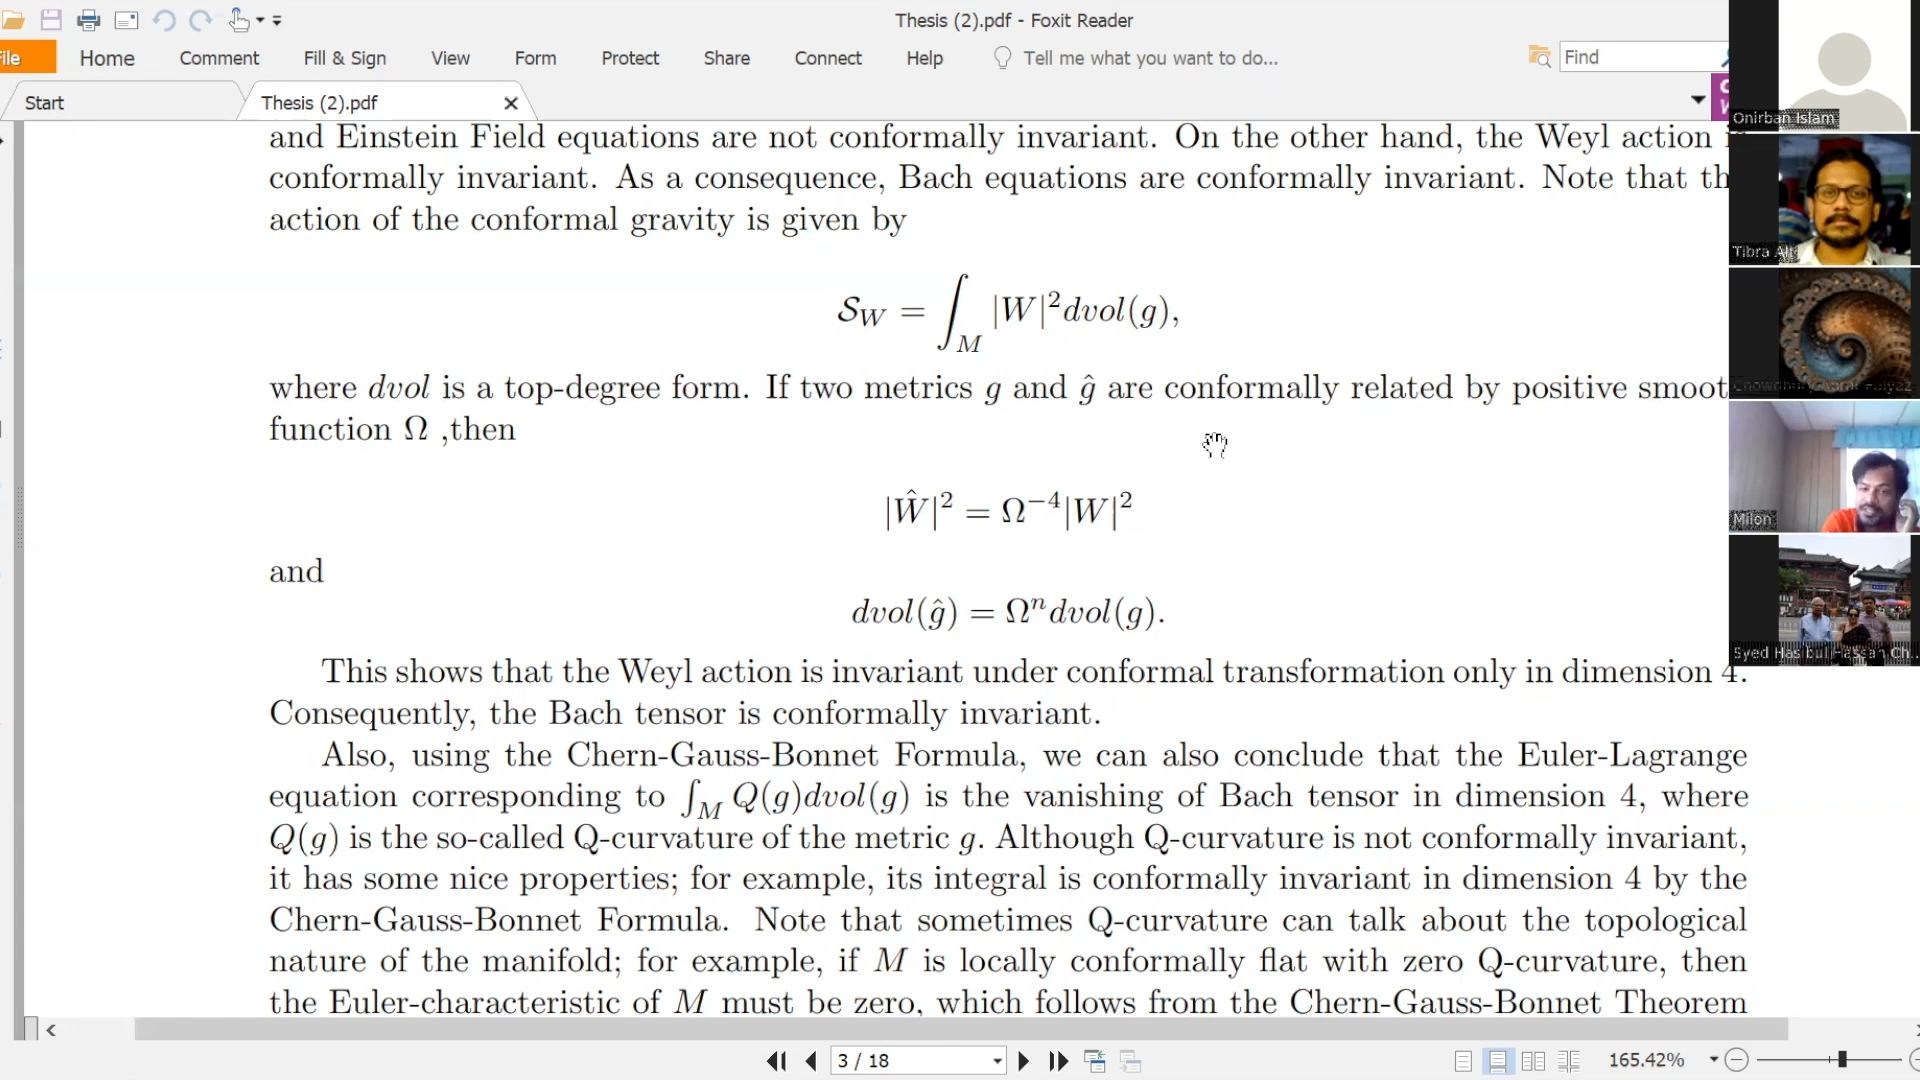 Thesis (2).pdf - Foxit Reader
File Home Comment Fill & Sign View Form Protect Share Connect Help Tell me what you want to do... Find
Start Thesis (2).pdf
and Einstein Field equations are not conformally invariant. On the other hand, the Weyl action
conformally invariant. As a consequence, Bach equations are conformally invariant. Note that th
action of the conformal gravity is given by
𝒮_W = ∫_M |W|² dvol(g),
where dvol is a top-degree form. If two metrics g and ĝ are conformally related by positive smoot
function Ω ,then
|Ŵ|² = Ω⁻⁴|W|²
and
dvol(ĝ) = Ωⁿdvol(g).
This shows that the Weyl action is invariant under conformal transformation only in dimension 4.
Consequently, the Bach tensor is conformally invariant.
Also, using the Chern-Gauss-Bonnet Formula, we can also conclude that the Euler-Lagrange
equation corresponding to ∫_M Q(g)dvol(g) is the vanishing of Bach tensor in dimension 4, where
Q(g) is the so-called Q-curvature of the metric g. Although Q-curvature is not conformally invariant,
it has some nice properties; for example, its integral is conformally invariant in dimension 4 by the
Chern-Gauss-Bonnet Formula. Note that sometimes Q-curvature can talk about the topological
nature of the manifold; for example, if M is locally conformally flat with zero Q-curvature, then
the Euler-characteristic of M must be zero, which follows from the Chern-Gauss-Bonnet Theorem
3 / 18
165.42%
Onirban Islam
Tibra Ali
Milon
Syed Hasibul Hassan Ch...